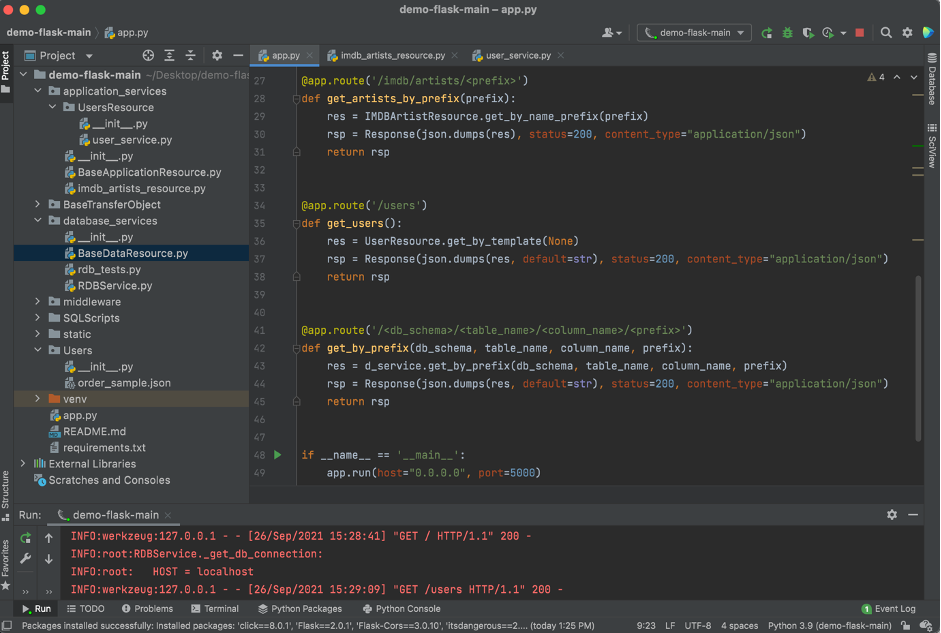 demo-flask-main – app.py
demo-flask-main
app.py
demo-flask-main
Project
app.py
imdb_artists_resource.py
user_service.py
Project
demo-flask-main ~/Desktop/demo-flas
application_services
UsersResource
__init__.py
user_service.py
__init__.py
BaseApplicationResource.py
imdb_artists_resource.py
BaseTransferObject
database_services
__init__.py
BaseDataResource.py
rdb_tests.py
RDBService.py
middleware
SQLScripts
static
Users
__init__.py
order_sample.json
venv
app.py
README.md
requirements.txt
External Libraries
Scratches and Consoles
4
27 @app.route('/imdb/artists/<prefix>')
28 def get_artists_by_prefix(prefix):
29 res = IMDBArtistResource.get_by_name_prefix(prefix)
30 rsp = Response(json.dumps(res), status=200, content_type="application/json")
31 return rsp
32
33
34 @app.route('/users')
35 def get_users():
36 res = UserResource.get_by_template(None)
37 rsp = Response(json.dumps(res, default=str), status=200, content_type="application/json")
38 return rsp
39
40
41 @app.route('/<db_schema>/<table_name>/<column_name>/<prefix>')
42 def get_by_prefix(db_schema, table_name, column_name, prefix):
43 res = d_service.get_by_prefix(db_schema, table_name, column_name, prefix)
44 rsp = Response(json.dumps(res, default=str), status=200, content_type="application/json")
45 return rsp
46
47
48 if __name__ == '__main__':
49 app.run(host="0.0.0.0", port=5000)
Database
SciView
Structure
Favorites
Run:
demo-flask-main
INFO:werkzeug:127.0.0.1 - - [26/Sep/2021 15:28:41] "GET / HTTP/1.1" 200 -
INFO:root:RDBService._get_db_connection:
INFO:root: HOST = localhost
INFO:werkzeug:127.0.0.1 - - [26/Sep/2021 15:29:09] "GET /users HTTP/1.1" 200 -
Run
TODO
Problems
Terminal
Python Packages
Python Console
1 Event Log
Packages installed successfully: Installed packages: 'click==8.0.1', 'Flask==2.0.1', 'Flask-Cors==3.0.10', 'itsdangerous==2.... (today 1:25 PM)
9:23 LF UTF-8 4 spaces Python 3.9 (demo-flask-main)